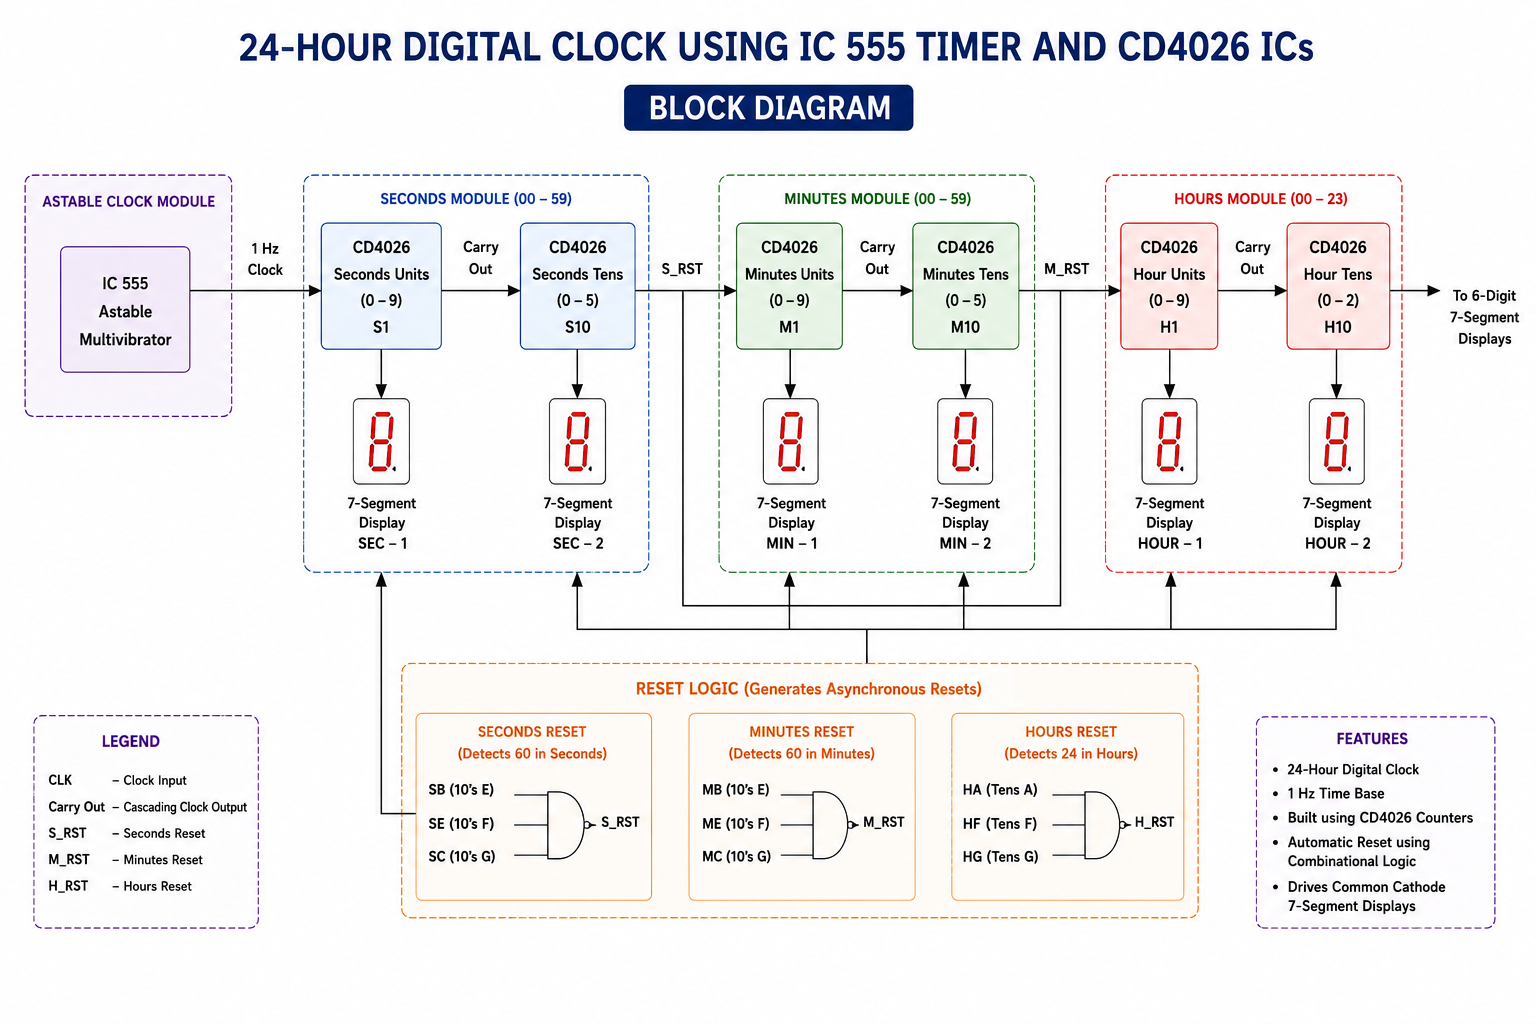 24-HOUR DIGITAL CLOCK USING IC 555 TIMER AND CD4026 ICs
BLOCK DIAGRAM
ASTABLE CLOCK MODULE
IC 555
Astable
Multivibrator
1 Hz
Clock
SECONDS MODULE (00 – 59)
CD4026
Seconds Units
(0 – 9)
S1
Carry
Out
CD4026
Seconds Tens
(0 – 5)
S10
7-Segment
Display
SEC – 1
7-Segment
Display
SEC – 2
S_RST
MINUTES MODULE (00 – 59)
CD4026
Minutes Units
(0 – 9)
M1
Carry
Out
CD4026
Minutes Tens
(0 – 5)
M10
7-Segment
Display
MIN – 1
7-Segment
Display
MIN – 2
M_RST
HOURS MODULE (00 – 23)
CD4026
Hour Units
(0 – 9)
H1
Carry
Out
CD4026
Hour Tens
(0 – 2)
H10
7-Segment
Display
HOUR – 1
7-Segment
Display
HOUR – 2
To 6-Digit
7-Segment
Displays
RESET LOGIC (Generates Asynchronous Resets)
SECONDS RESET
(Detects 60 in Seconds)
SB (10's E)
SE (10's F)
SC (10's G)
S_RST
MINUTES RESET
(Detects 60 in Minutes)
MB (10's E)
ME (10's F)
MC (10's G)
M_RST
HOURS RESET
(Detects 24 in Hours)
HA (Tens A)
HF (Tens F)
HG (Tens G)
H_RST
LEGEND
CLK – Clock Input
Carry Out – Cascading Clock Output
S_RST – Seconds Reset
M_RST – Minutes Reset
H_RST – Hours Reset
FEATURES
• 24-Hour Digital Clock
• 1 Hz Time Base
• Built using CD4026 Counters
• Automatic Reset using
Combinational Logic
• Drives Common Cathode
7-Segment Displays